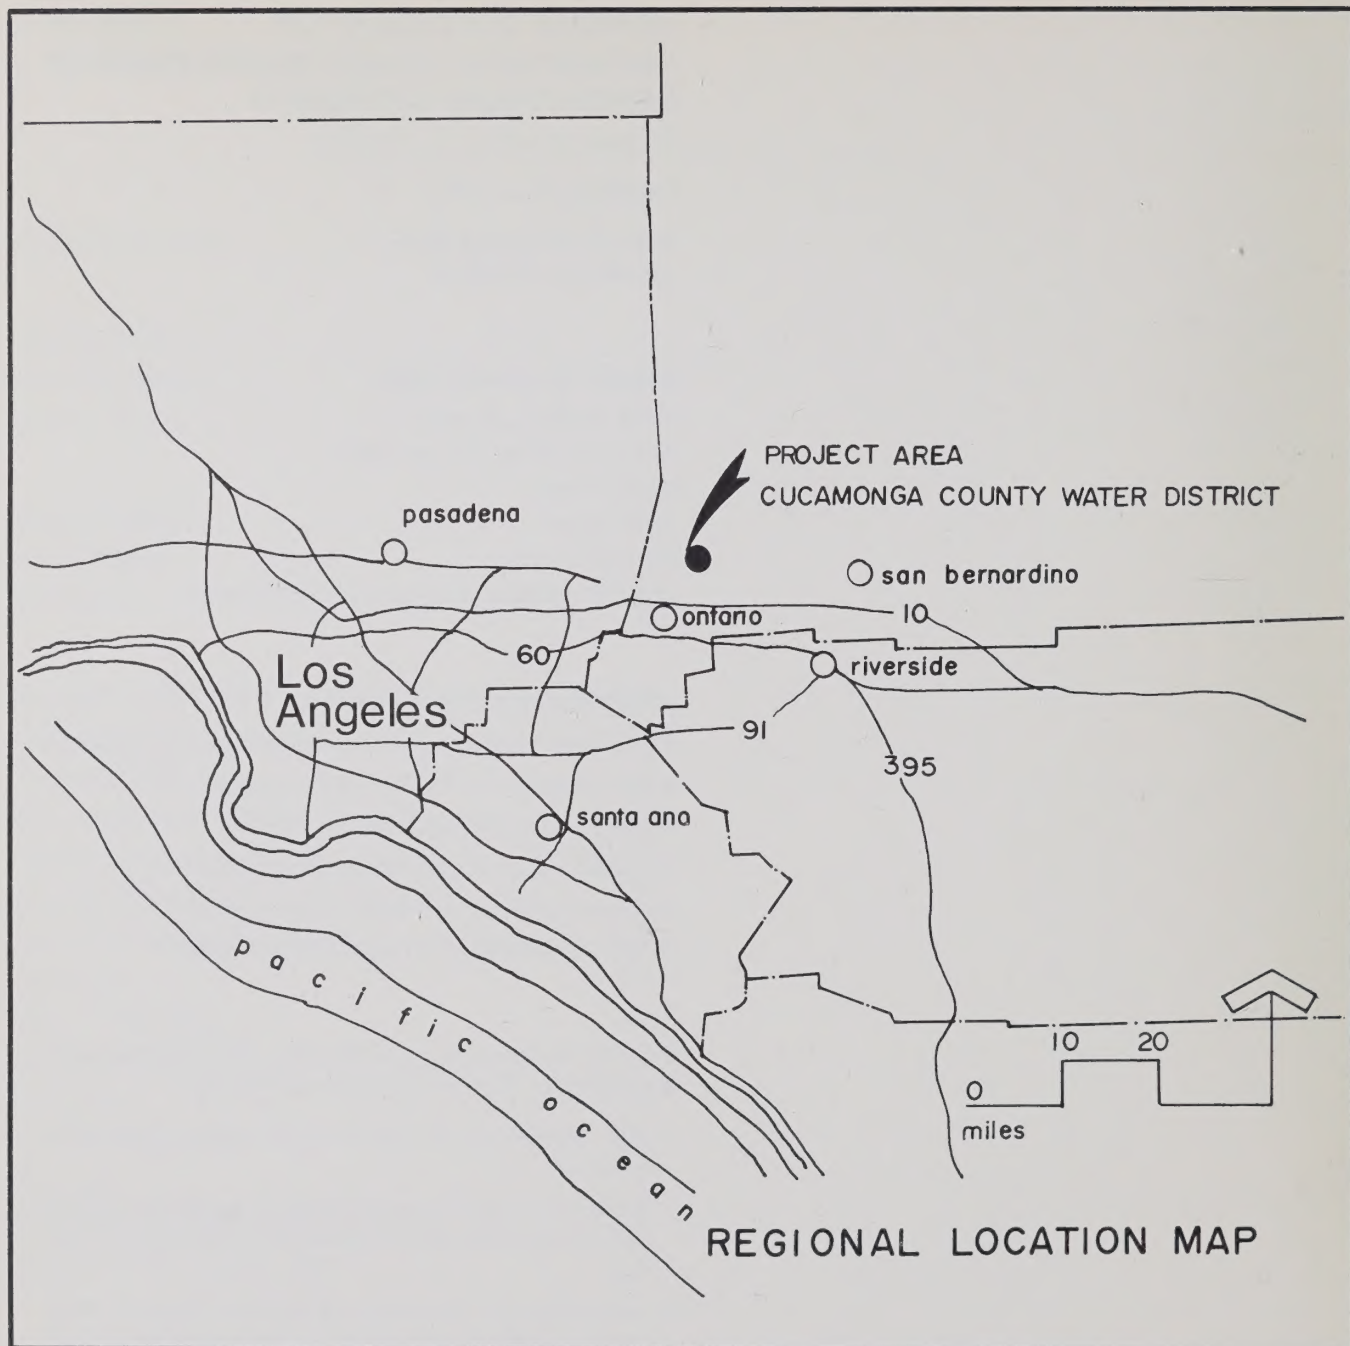 PROJECT AREA
CUCAMONGA COUNTY WATER DISTRICT
pasadena
san bernardino
10
ontario
60
riverside
Los
Angeles
91
395
santa ana
pacific ocean
10 20
0
miles
REGIONAL LOCATION MAP